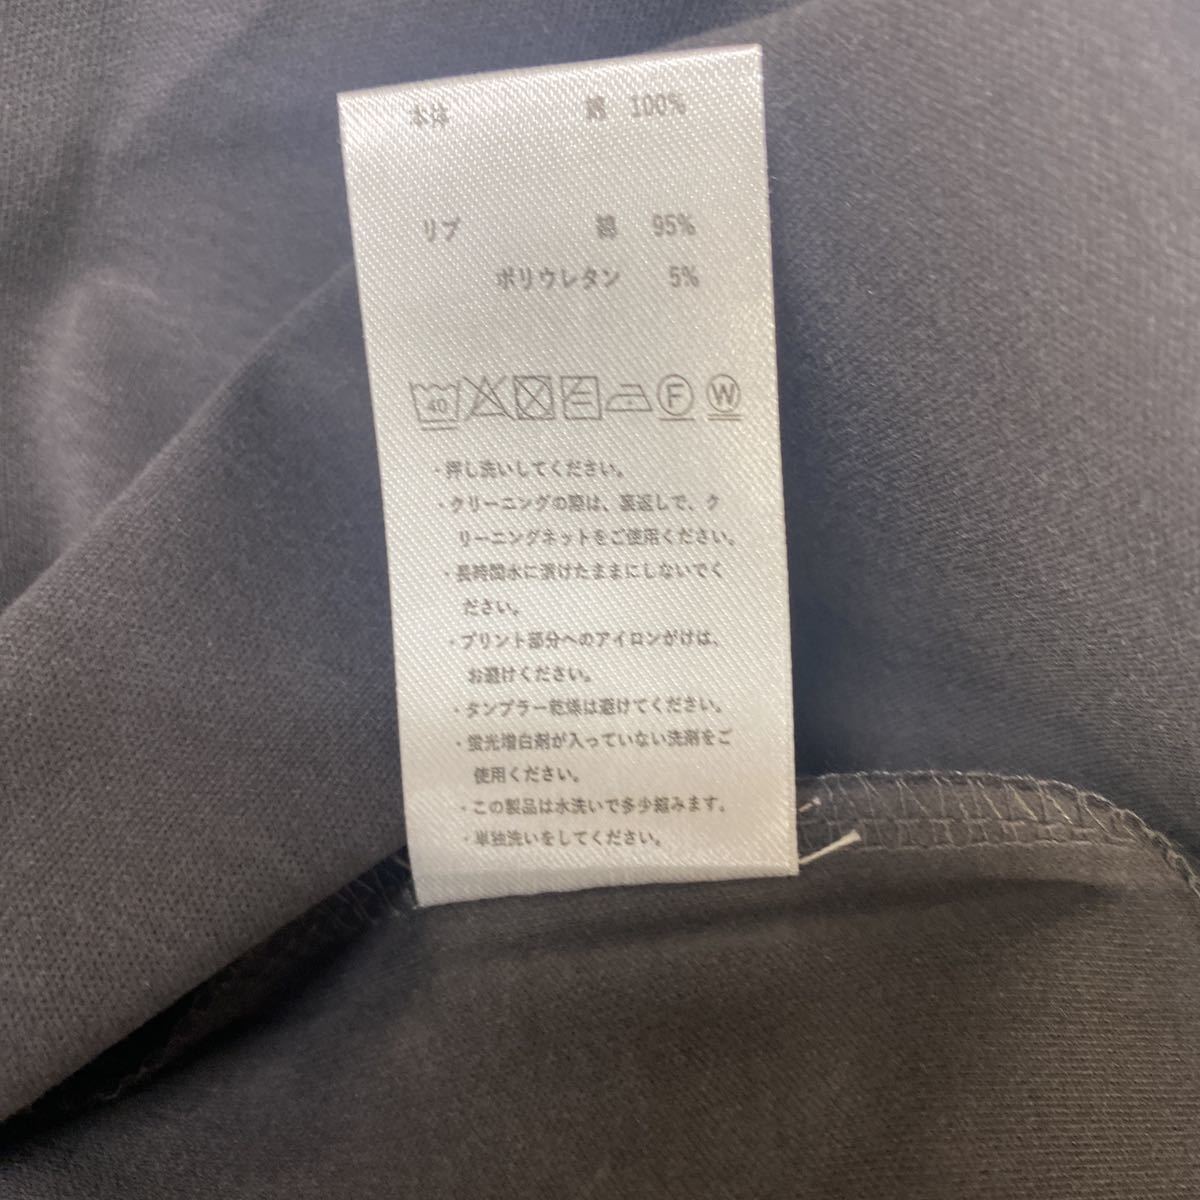 本体 綿 100%
リブ 綿 95%
ポリウレタン 5%
40 F W
・押し洗いしてください。
・クリーニングの際は、裏返しで、ク
リーニングネットをご使用ください。
・長時間水に漬けたままにしないでく
ださい。
・プリント部分へのアイロンがけは、
お避けください。
・タンブラー乾燥は避けてください。
・蛍光増白剤が入っていない洗剤をご
使用ください。
・この製品は水洗いで多少縮みます。
・単独洗いをしてください。